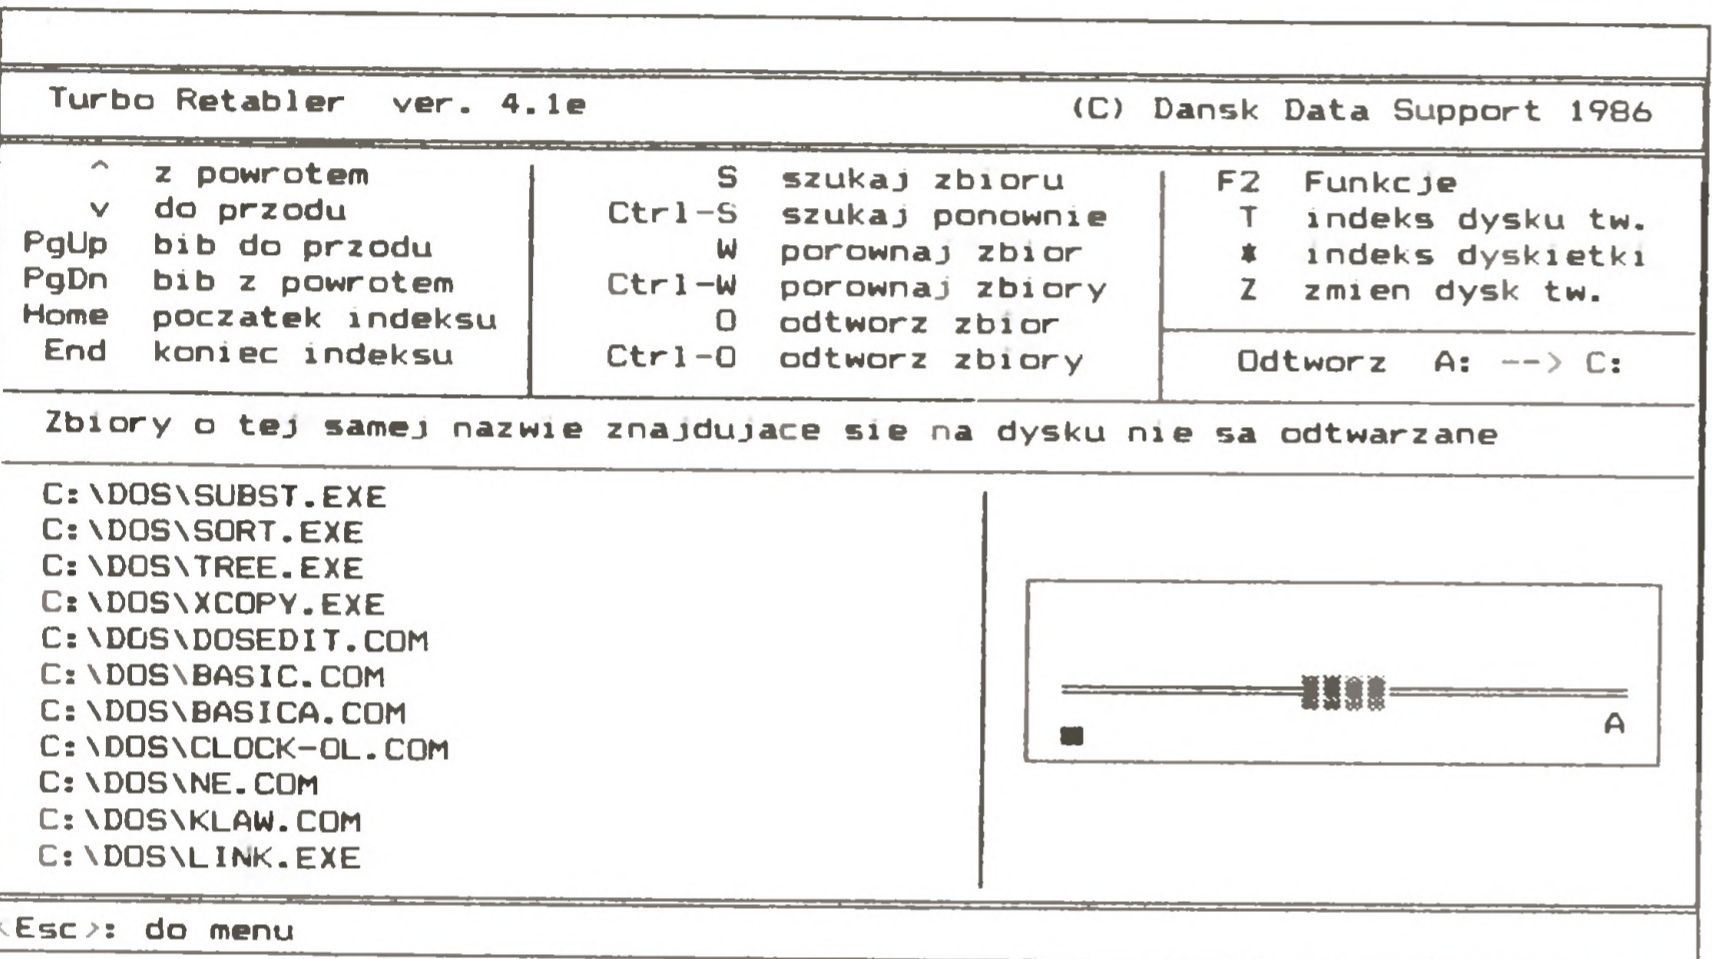 Turbo Retabler ver. 4.1e (C) Dansk Data Support 1986
^ z powrotem S szukaj zbioru F2 Funkcje
v do przodu Ctrl-S szukaj ponownie T indeks dysku tw.
PgUp bib do przodu W porownaj zbior * indeks dyskietki
PgDn bib z powrotem Ctrl-W porownaj zbiory Z zmien dysk tw.
Home poczatek indeksu O odtworz zbior
End koniec indeksu Ctrl-O odtworz zbiory Odtworz A: --> C:
Zbiory o tej samej nazwie znajdujace sie na dysku nie sa odtwarzane
C:\DOS\SUBST.EXE
C:\DOS\SORT.EXE
C:\DOS\TREE.EXE
C:\DOS\XCOPY.EXE
C:\DOS\DOSEDIT.COM
C:\DOS\BASIC.COM
C:\DOS\BASICA.COM
C:\DOS\CLOCK-OL.COM
C:\DOS\NE.COM
C:\DOS\KLAW.COM
C:\DOS\LINK.EXE
A
<Esc>: do menu